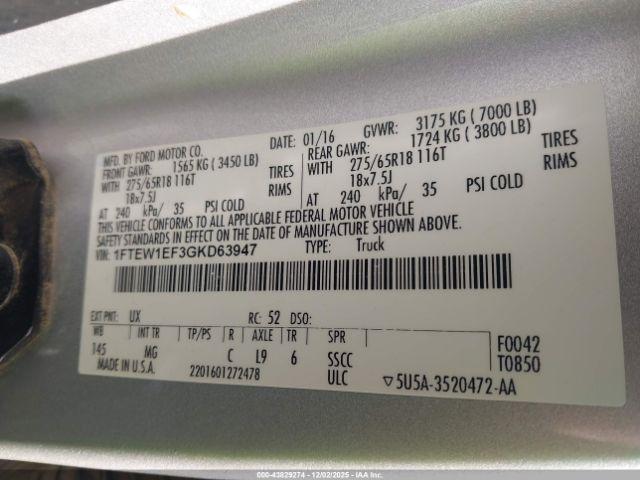 MFD. BY FORD MOTOR CO.
DATE: 01/16 GVWR: 3175 KG ( 7000 LB)
FRONT GAWR: 1565 KG ( 3450 LB)
REAR GAWR: 1724 KG ( 3800 LB)
WITH 275/65R18 116T TIRES
WITH 275/65R18 116T TIRES
18x7.5J RIMS
18x7.5J RIMS
AT 240 kPa/ 35 PSI COLD
AT 240 kPa/ 35 PSI COLD
THIS VEHICLE CONFORMS TO ALL APPLICABLE FEDERAL MOTOR VEHICLE
SAFETY STANDARDS IN EFFECT ON THE DATE OF MANUFACTURE SHOWN ABOVE.
VIN: 1FTEW1EF3GKD63947 TYPE: Truck
EXT PNT: UX RC: 52 DSO:
WB INT TR TP/PS R AXLE TR SPR F0042
145 MG C L9 6 SSCC T0850
MADE IN U.S.A. 2201601272478 ULC ▽5U5A-3520472-AA
000-43829274 • 12/02/2025 • IAA Inc.